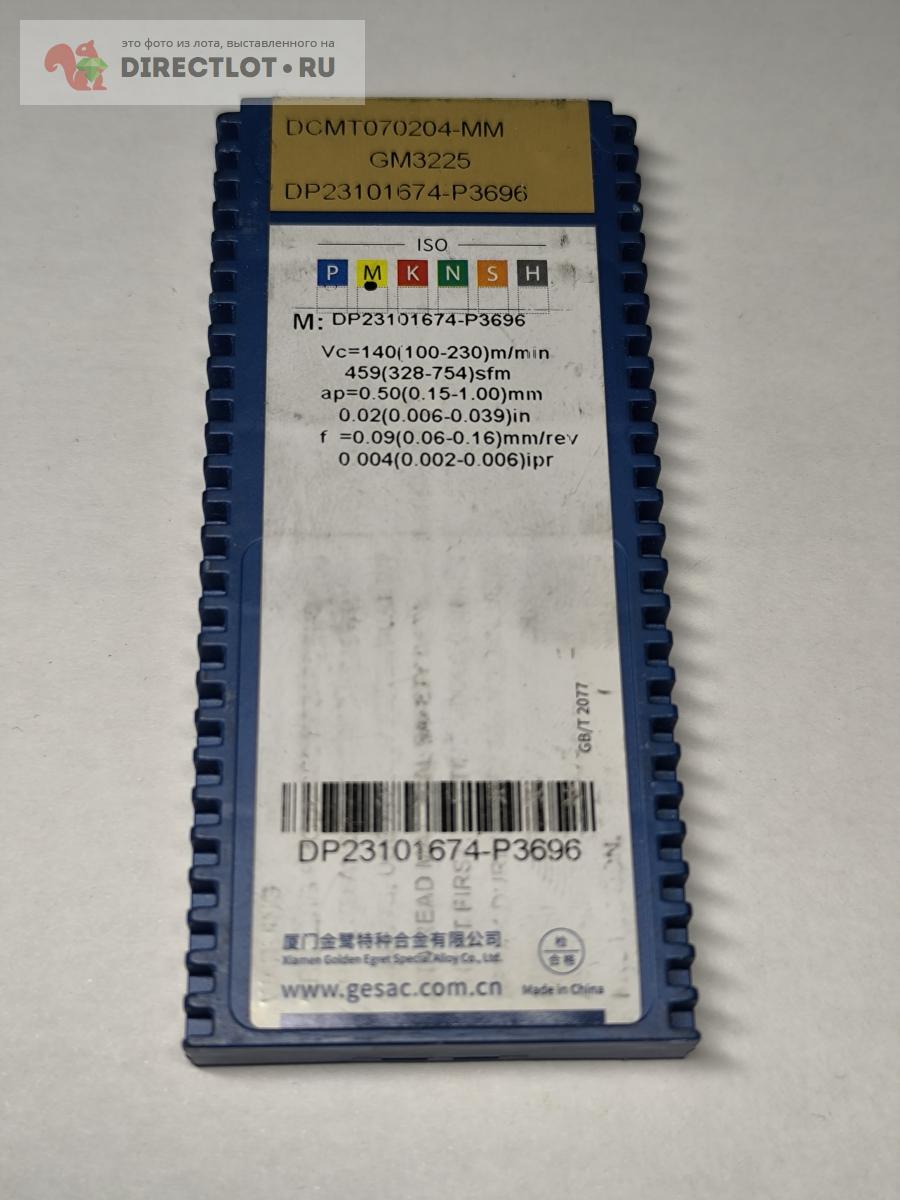 это фото из лота, выставленного на
DIRECTLOT.RU
DCMT070204-MM
GM3225
DP23101674-P3696
ISO
P M K N S H
M: DP23101674-P3696
Vc=140(100-230)m/min
459(328-754)sfm
ap=0.50(0.15-1.00)mm
0.02(0.006-0.039)in
f =0.09(0.06-0.16)mm/rev
0.004(0.002-0.006)ipr
GB/T 2077
DP23101674-P3696
厦门金鹭特种合金有限公司
Xiamen Golden Egret Special Alloy Co., Ltd.
检
合格
www.gesac.com.cn
Made in China